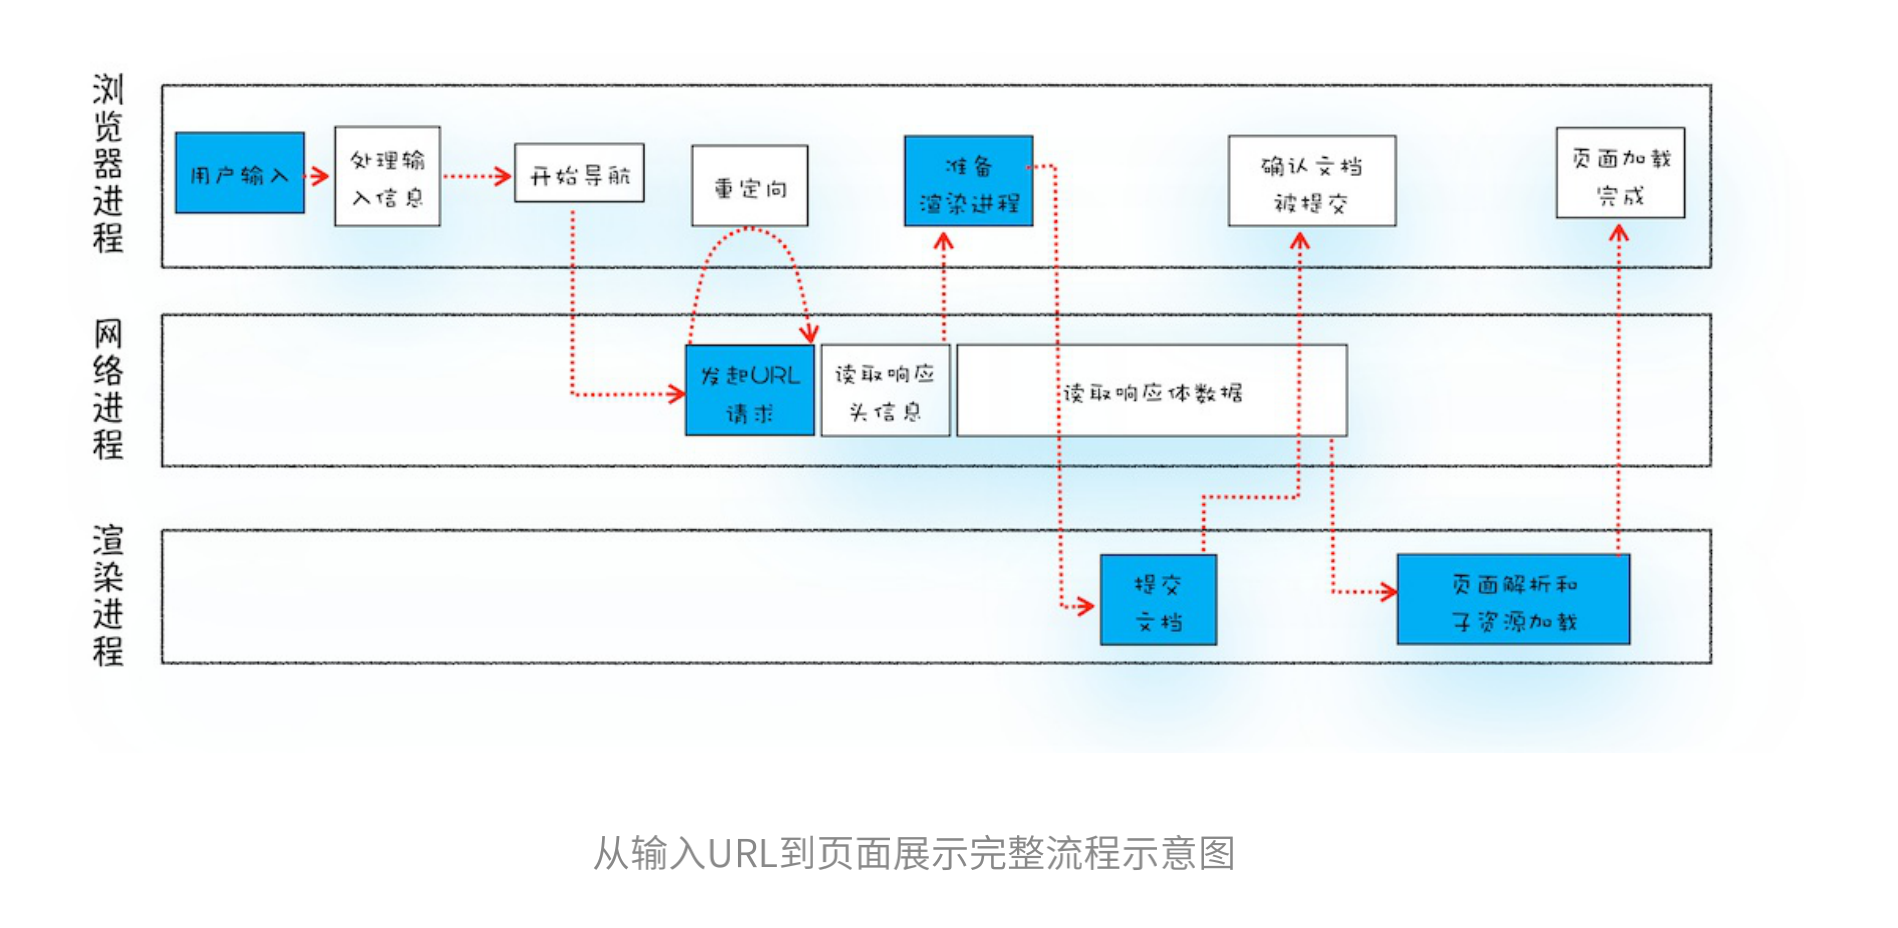 浏览器进程
用户输入
处理输
入信息
开始导航
重定向
准备
渲染进程
确认文档
被提交
页面加载
完成
网络进程
发起URL
请求
读取响应
头信息
读取响应体数据
渲染进程
提交
文档
页面解析和
子资源加载
从输入URL到页面展示完整流程示意图